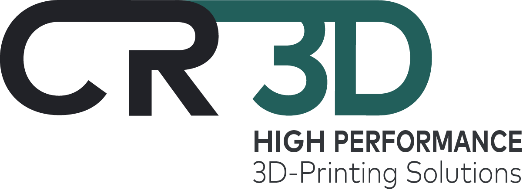 CR3D
HIGH PERFORMANCE
3D-Printing Solutions